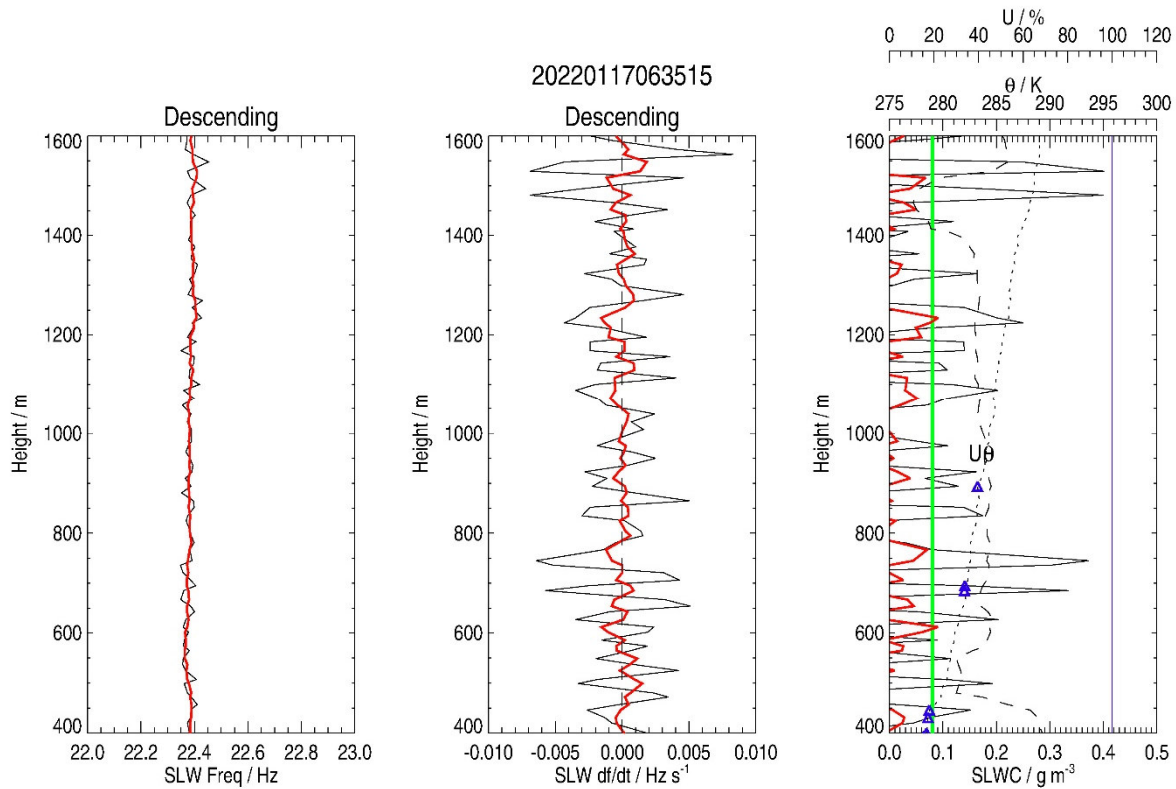 20220117063515
Descending
1600
1400
1200
1000
800
600
400
Height / m
22.0 22.2 22.4 22.6 22.8 23.0
SLW Freq / Hz
Descending
1600
1400
1200
1000
800
600
400
Height / m
-0.010 -0.005 0.000 0.005 0.010
SLW df/dt / Hz s⁻¹
U / %
0 20 40 60 80 100 120
θ / K
275 280 285 290 295 300
1600
1400
1200
1000
800
600
400
Height / m
Uθ
0.0 0.1 0.2 0.3 0.4 0.5
SLWC / g m⁻³